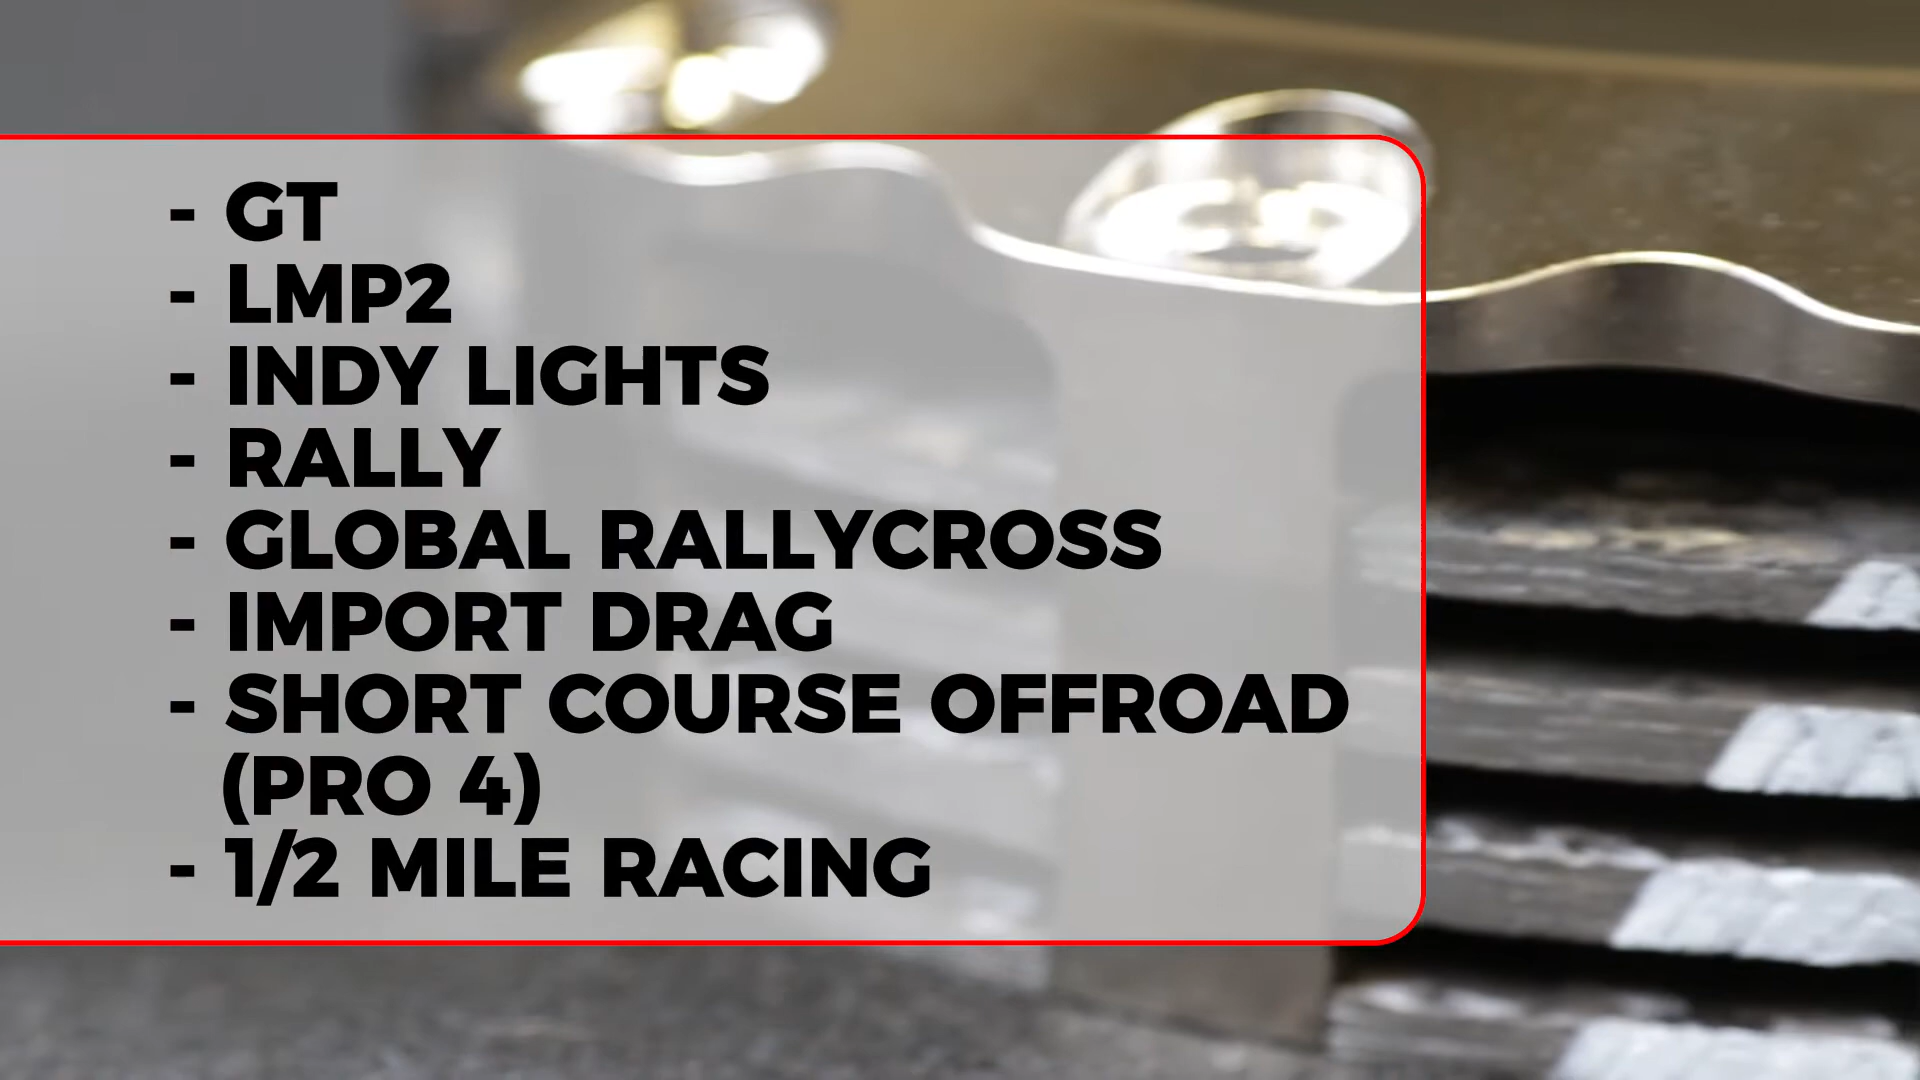 - GT
- LMP2
- INDY LIGHTS
- RALLY
- GLOBAL RALLYCROSS
- IMPORT DRAG
- SHORT COURSE OFFROAD
(PRO 4)
- 1/2 MILE RACING